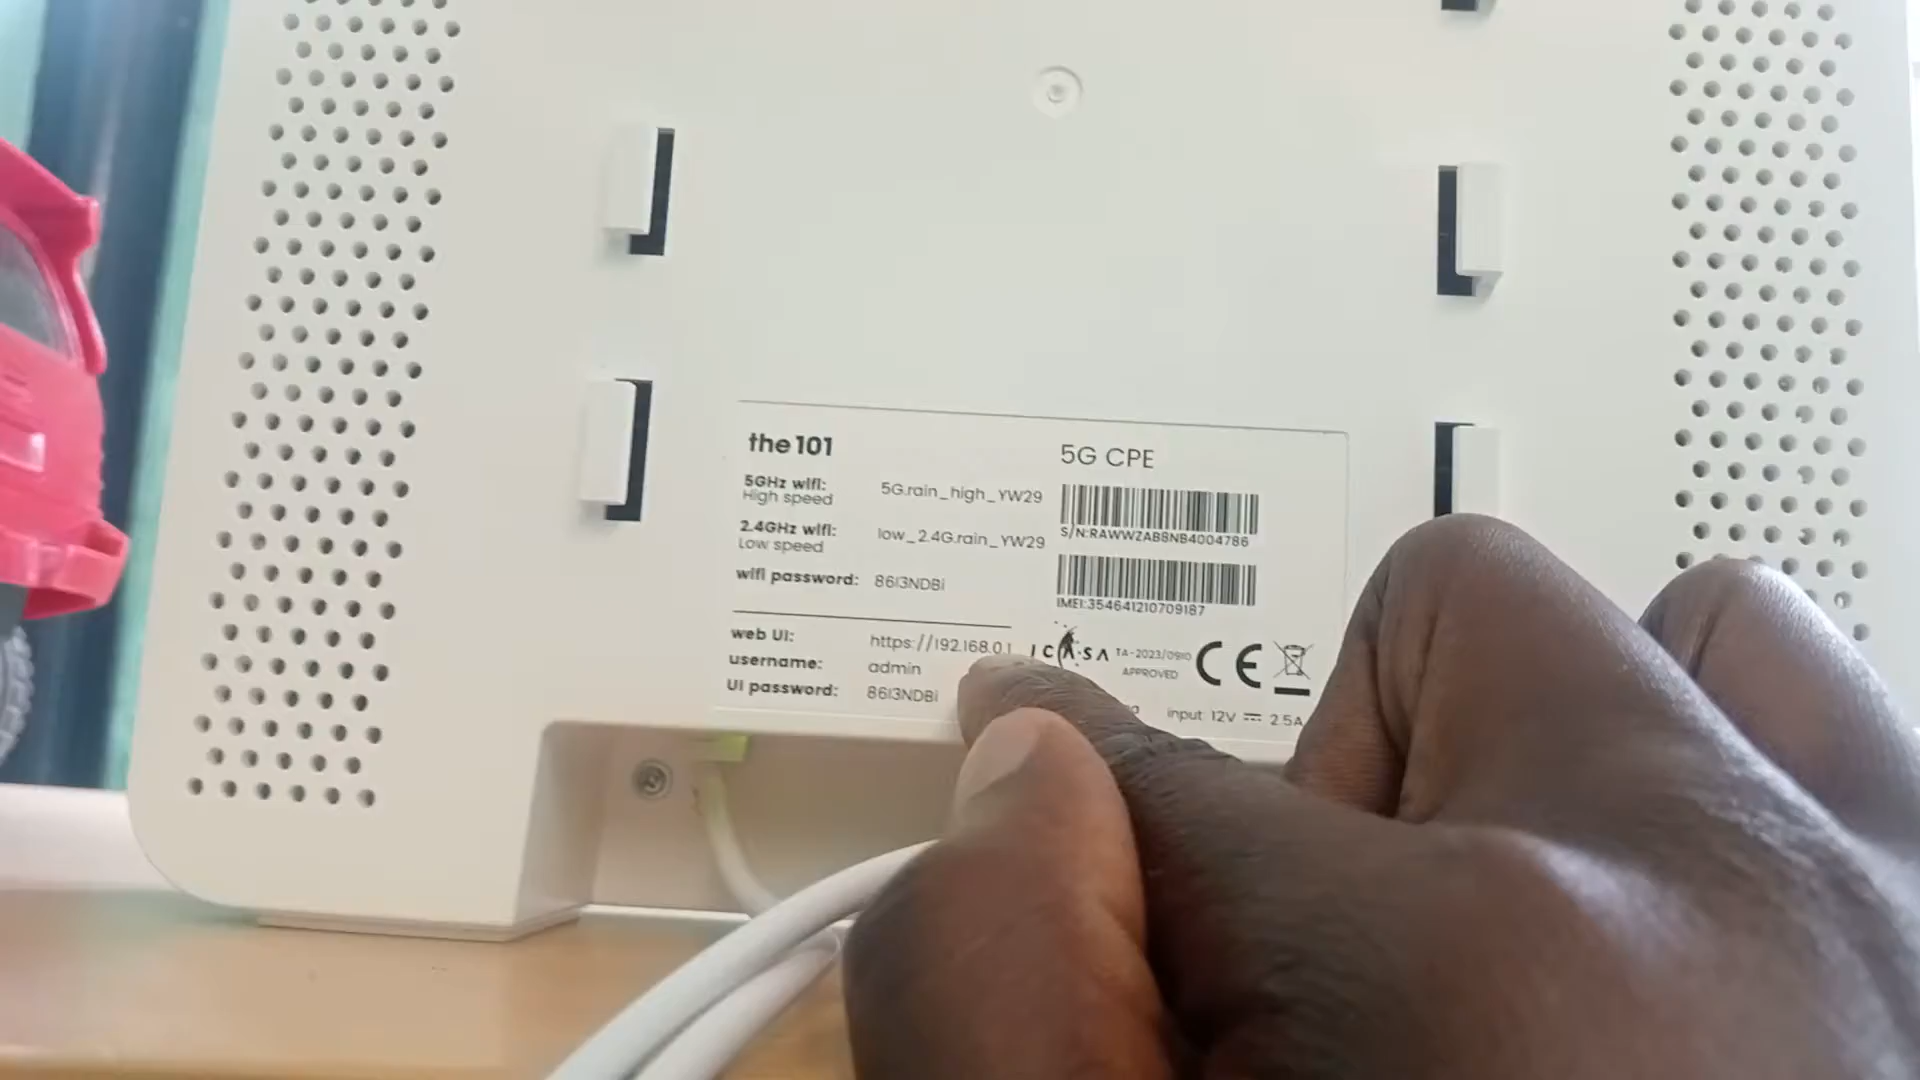 the 101
5GHz wifi: 5G.rain_high_YW29
High speed
2.4GHz wifi: low_2.4G.rain_YW29
Low speed
wifi password: 86I3NDBi
web UI: https://192.168.0.1
username: admin
UI password: 86I3NDBi
5G CPE
S/N:RAWWZAB8NB4004786
IMEI:354641210709187
ICASA TA-2023/0910
APPROVED
CE
input: 12V 2.5A